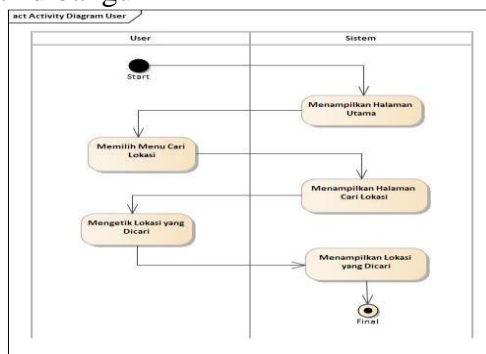 act Activity Diagram User
User
Sistem
Start
Menampilkan Halaman
Utama
Memilih Menu Cari
Lokasi
Menampilkan Halaman
Cari Lokasi
Mengetik Lokasi yang
Dicari
Menampilkan Lokasi
yang Dicari
Final